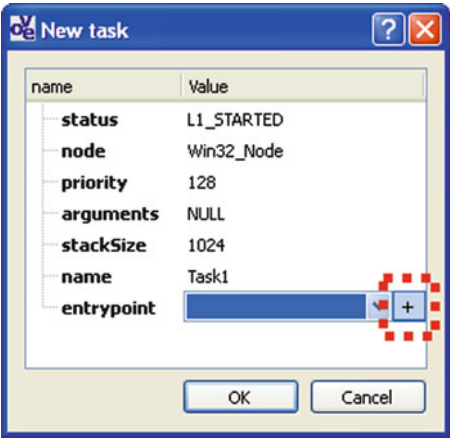 New task
name Value
status L1_STARTED
node Win32_Node
priority 128
arguments NULL
stackSize 1024
name Task1
entrypoint +
OK Cancel